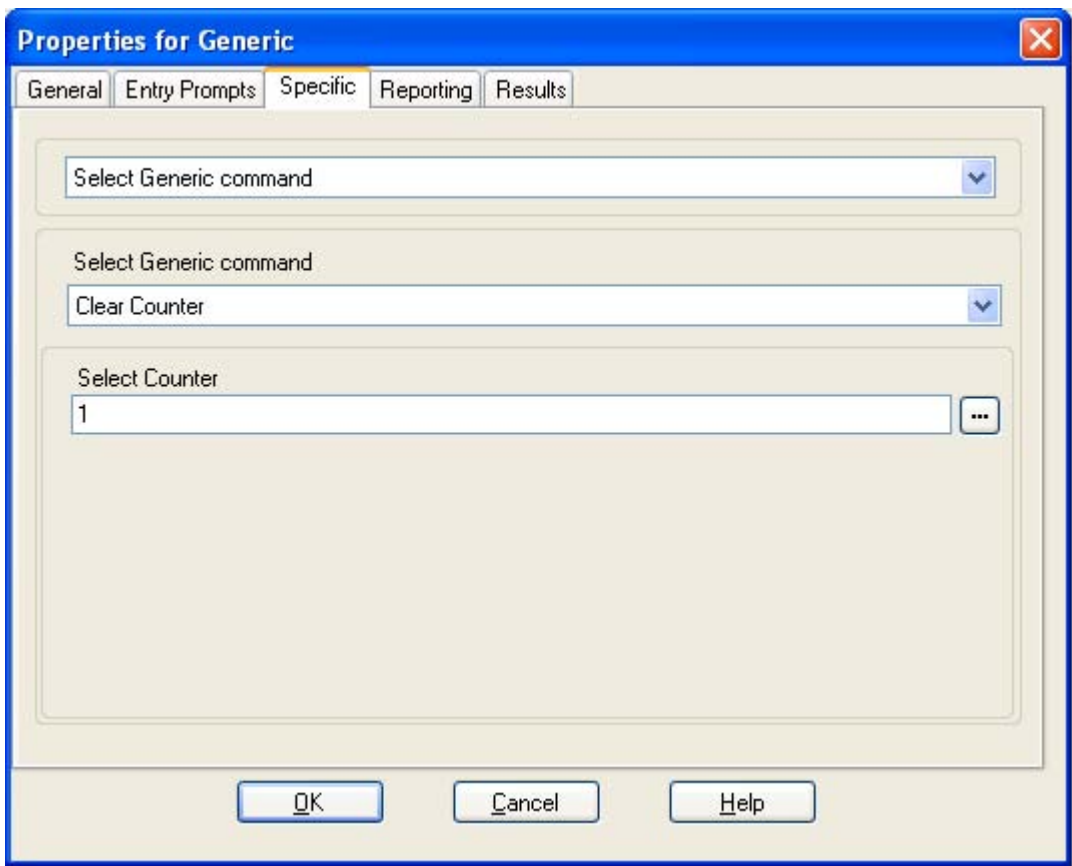 Properties for Generic
General Entry Prompts Specific Reporting Results
Select Generic command
Select Generic command
Clear Counter
Select Counter
1
...
OK Cancel Help